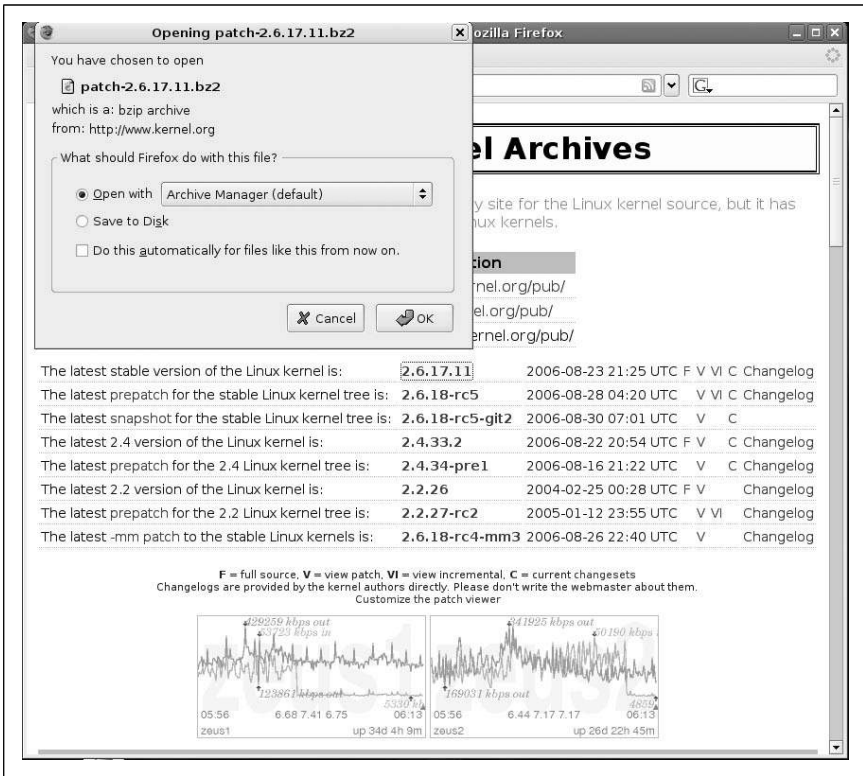 Opening patch-2.6.17.11.bz2
ozilla Firefox
You have chosen to open
patch-2.6.17.11.bz2
which is a: bzip archive
from: http://www.kernel.org
What should Firefox do with this file?
Open with Archive Manager (default)
Save to Disk
Do this automatically for files like this from now on.
Cancel OK
G
el Archives
y site for the Linux kernel source, but it has
nux kernels.
tion
rnel.org/pub/
el.org/pub/
ernel.org/pub/
The latest stable version of the Linux kernel is: 2.6.17.11 2006-08-23 21:25 UTC F V VI C Changelog
The latest prepatch for the stable Linux kernel tree is: 2.6.18-rc5 2006-08-28 04:20 UTC V VI C Changelog
The latest snapshot for the stable Linux kernel tree is: 2.6.18-rc5-git2 2006-08-30 07:01 UTC V C
The latest 2.4 version of the Linux kernel is: 2.4.33.2 2006-08-22 20:54 UTC F V C Changelog
The latest prepatch for the 2.4 Linux kernel tree is: 2.4.34-pre1 2006-08-16 21:22 UTC V C Changelog
The latest 2.2 version of the Linux kernel is: 2.2.26 2004-02-25 00:28 UTC F V Changelog
The latest prepatch for the 2.2 Linux kernel tree is: 2.2.27-rc2 2005-01-12 23:55 UTC V VI Changelog
The latest -mm patch to the stable Linux kernels is: 2.6.18-rc4-mm3 2006-08-26 22:40 UTC V Changelog
F = full source, V = view patch, VI = view incremental, C = current changesets
Changelogs are provided by the kernel authors directly. Please don't write the webmaster about them.
Customize the patch viewer
429259 kbps out
53723 kbps in
123861 kbps out
5330 kb
zeus1
05:56 6.68 7.41 6.75 06:13
zeus1 up 34d 4h 9m
341925 kbps out
50190 kbps
169031 kbps out
4859
zeus2
05:56 6.44 7.17 7.17 06:13
zeus2 up 26d 22h 45m